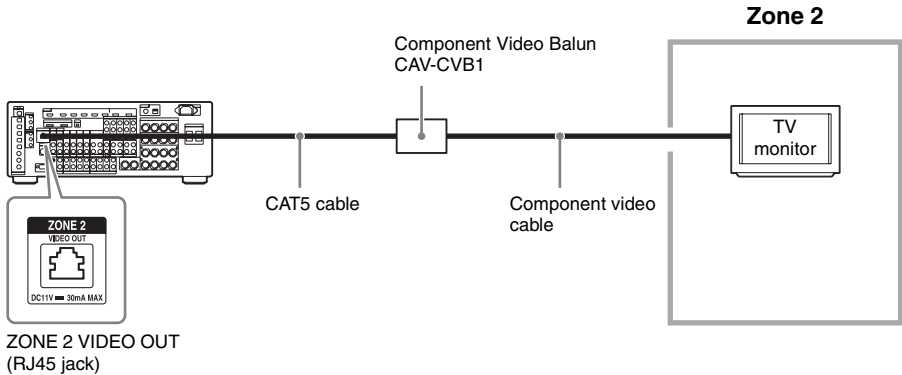 Zone 2
Component Video Balun
CAV-CVB1
TV
monitor
CAT5 cable
Component video
cable
ZONE 2
VIDEO OUT
DC11V 30mA MAX
ZONE 2 VIDEO OUT
(RJ45 jack)